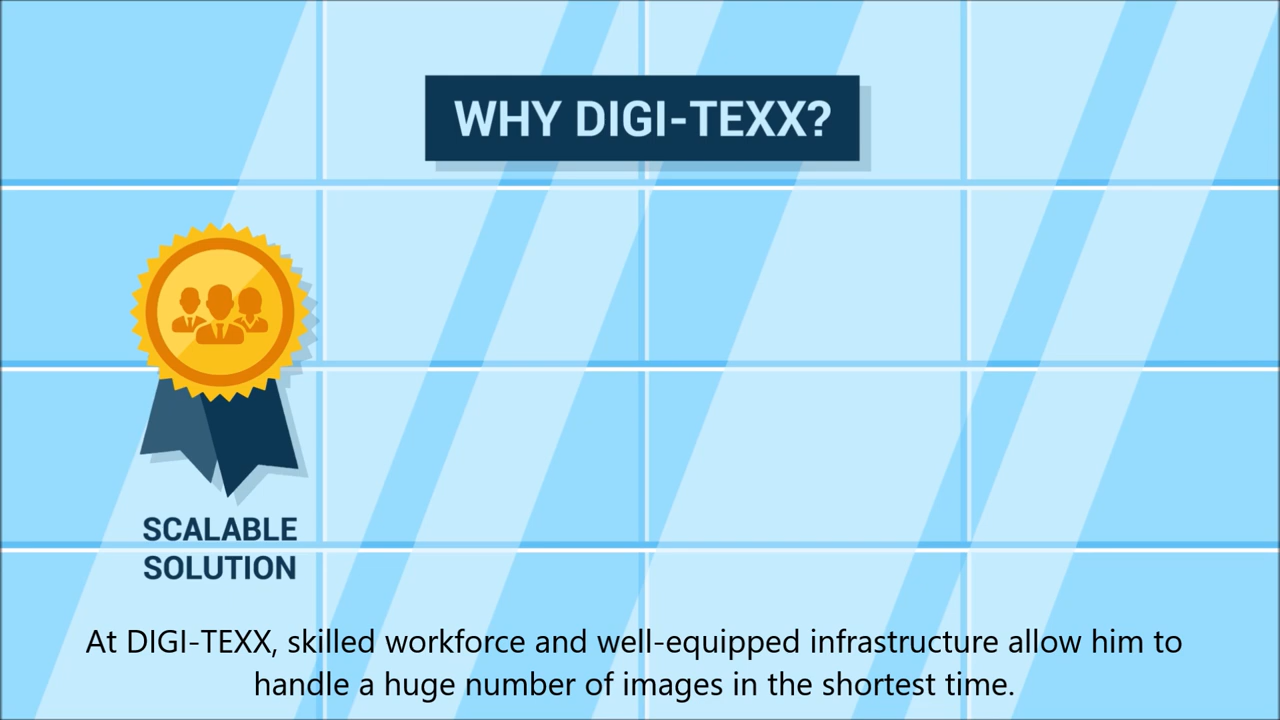 WHY DIGI-TEXX?
SCALABLE
SOLUTION
At DIGI-TEXX, skilled workforce and well-equipped infrastructure allow him to
handle a huge number of images in the shortest time.